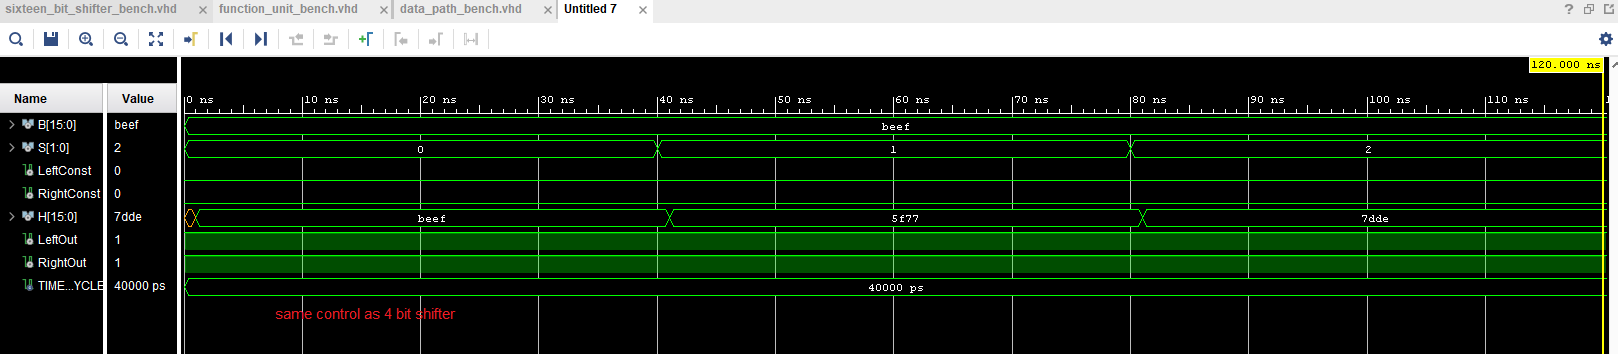 sixteen_bit_shifter_bench.vhd × function_unit_bench.vhd × data_path_bench.vhd × Untitled 7 ×
?
120.000 ns
Name Value
0 ns 10 ns 20 ns 30 ns 40 ns 50 ns 60 ns 70 ns 80 ns 90 ns 100 ns 110 ns
B[15:0] beef beef
S[1:0] 2 0 1 2
LeftConst 0
RightConst 0
H[15:0] 7dde beef 5f77 7dde
LeftOut 1
RightOut 1
TIME...YCLE 40000 ps 40000 ps
same control as 4 bit shifter